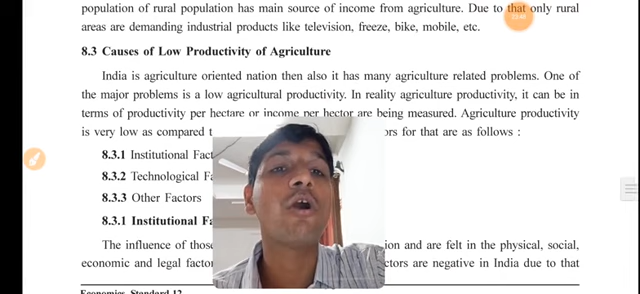 population of rural population has main source of income from agriculture. Due to that only rural
areas are demanding industrial products like television, freeze, bike, mobile, etc.
8.3 Causes of Low Productivity of Agriculture
India is agriculture oriented nation then also it has many agriculture related problems. One of
the major problems is a low agricultural productivity. In reality agriculture productivity, it can be in
terms of productivity per hectare or income per hector are being measured. Agriculture productivity
is very low as compared for that are as follows :
8.3.1 Institutional
8.3.2 Technological
8.3.3 Other Factors
8.3.1 Institutional
The influence of and are felt in the physical, social,
economic and legal are negative in India due to that
Economics, Standard 12